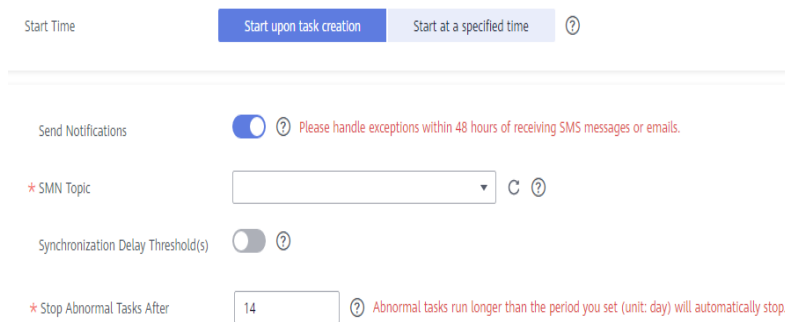 Start Time Start upon task creation Start at a specified time ?
Send Notifications ? Please handle exceptions within 48 hours of receiving SMS messages or emails.
* SMN Topic ?
Synchronization Delay Threshold(s) ?
* Stop Abnormal Tasks After 14 ? Abnormal tasks run longer than the period you set (unit: day) will automatically stop.